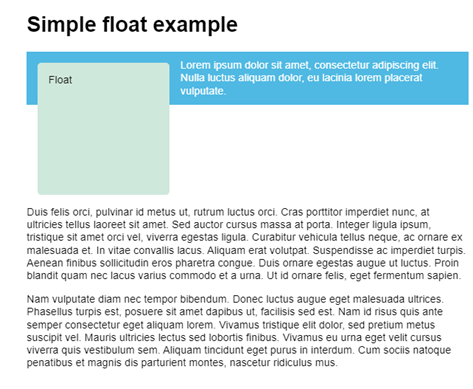 Simple float example
Float
Lorem ipsum dolor sit amet, consectetur adipiscing elit.
Nulla luctus aliquam dolor, eu lacinia lorem placerat
vulputate.
Duis felis orci, pulvinar id metus ut, rutrum luctus orci. Cras porttitor imperdiet nunc, at
ultricies tellus laoreet sit amet. Sed auctor cursus massa at porta. Integer ligula ipsum,
tristique sit amet orci vel, viverra egestas ligula. Curabitur vehicula tellus neque, ac ornare ex
malesuada et. In vitae convallis lacus. Aliquam erat volutpat. Suspendisse ac imperdiet turpis.
Aenean finibus sollicitudin eros pharetra congue. Duis ornare egestas augue ut luctus. Proin
blandit quam nec lacus varius commodo et a urna. Ut id ornare felis, eget fermentum sapien.
Nam vulputate diam nec tempor bibendum. Donec luctus augue eget malesuada ultrices.
Phasellus turpis est, posuere sit amet dapibus ut, facilisis sed est. Nam id risus quis ante
semper consectetur eget aliquam lorem. Vivamus tristique elit dolor, sed pretium metus
suscipit vel. Mauris ultricies lectus sed lobortis finibus. Vivamus eu urna eget velit cursus
viverra quis vestibulum sem. Aliquam tincidunt eget purus in interdum. Cum sociis natoque
penatibus et magnis dis parturient montes, nascetur ridiculus mus.